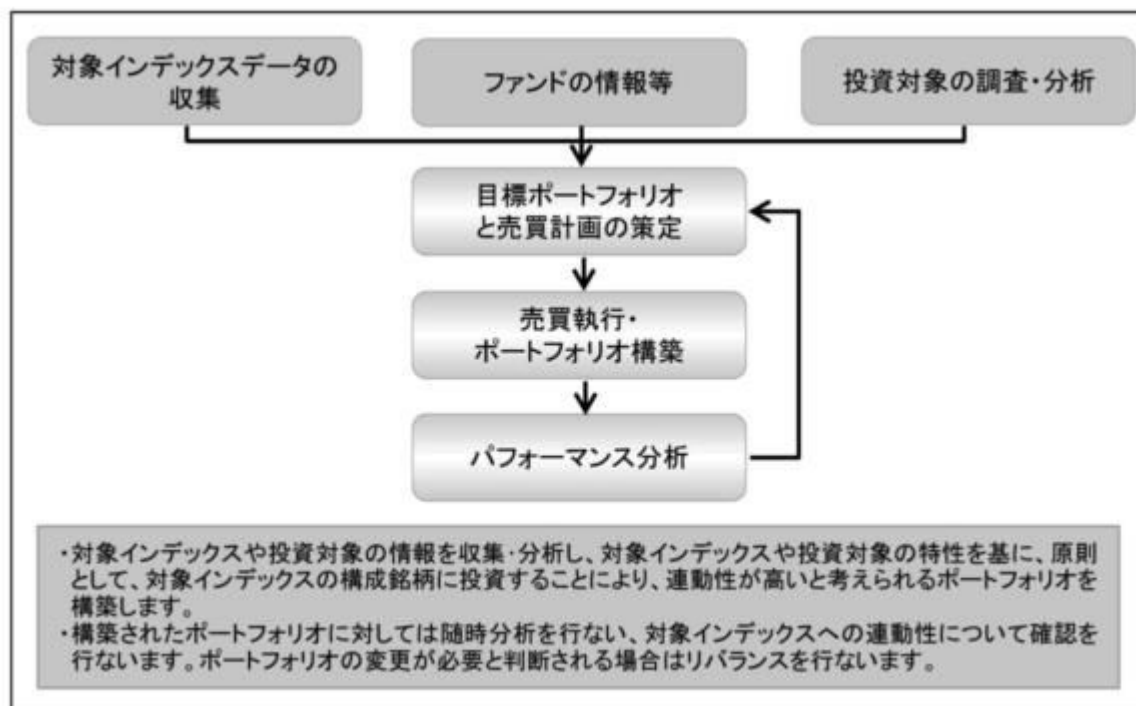 対象インデックスデータの
収集
ファンドの情報等
投資対象の調査・分析
目標ポートフォリオ
と売買計画の策定
売買執行・
ポートフォリオ構築
パフォーマンス分析
・対象インデックスや投資対象の情報を収集・分析し、対象インデックスや投資対象の特性を基に、原則
として、対象インデックスの構成銘柄に投資することにより、連動性が高いと考えられるポートフォリオを
構築します。
・構築されたポートフォリオに対しては随時分析を行ない、対象インデックスへの連動性について確認を
行ないます。ポートフォリオの変更が必要と判断される場合はリバランスを行ないます。